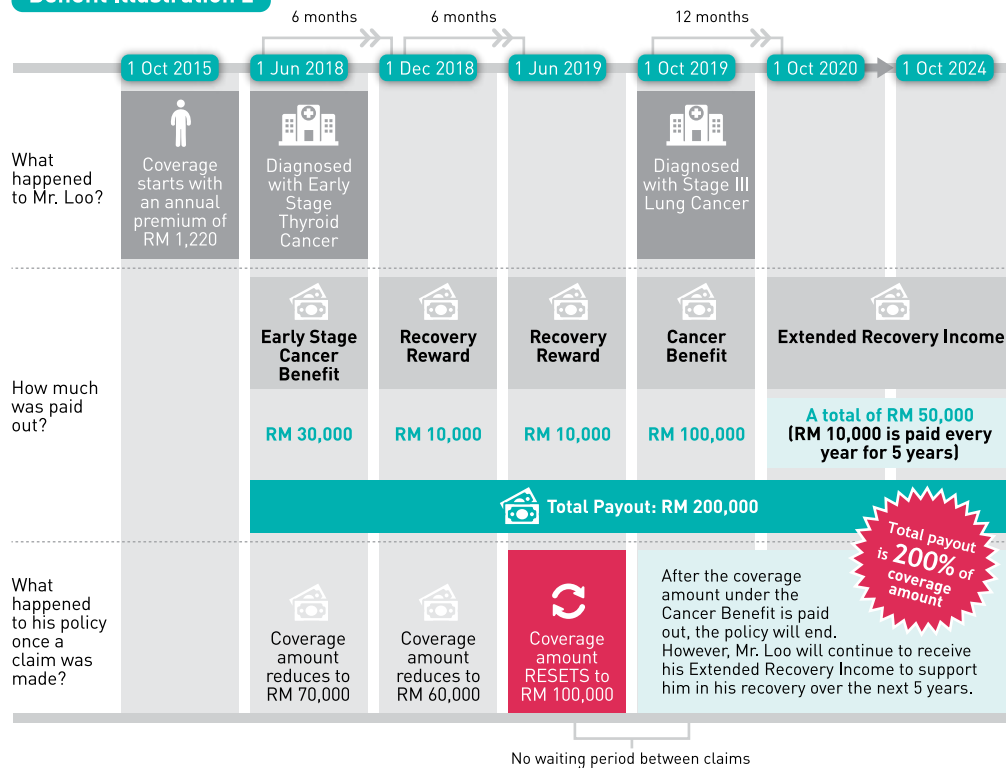 Benefit Illustration 2
6 months
6 months
12 months
1 Oct 2015
1 Jun 2018
1 Dec 2018
1 Jun 2019
1 Oct 2019
1 Oct 2020
1 Oct 2024
What
happened
to Mr. Loo?
Coverage
starts with
an annual
premium of
RM 1,220
Diagnosed
with Early
Stage
Thyroid
Cancer
Diagnosed
with Stage III
Lung Cancer
How much
was paid
out?
Early Stage
Cancer
Benefit
Recovery
Reward
Recovery
Reward
Cancer
Benefit
Extended Recovery Income
RM 30,000
RM 10,000
RM 10,000
RM 100,000
A total of RM 50,000
(RM 10,000 is paid every
year for 5 years)
Total Payout: RM 200,000
Total payout
is 200% of
coverage
amount
What
happened
to his policy
once a
claim was
made?
Coverage
amount
reduces to
RM 70,000
Coverage
amount
reduces to
RM 60,000
Coverage
amount
RESETS to
RM 100,000
After the coverage
amount under the
Cancer Benefit is paid
out, the policy will end.
However, Mr. Loo will continue to receive
his Extended Recovery Income to support
him in his recovery over the next 5 years.
No waiting period between claims